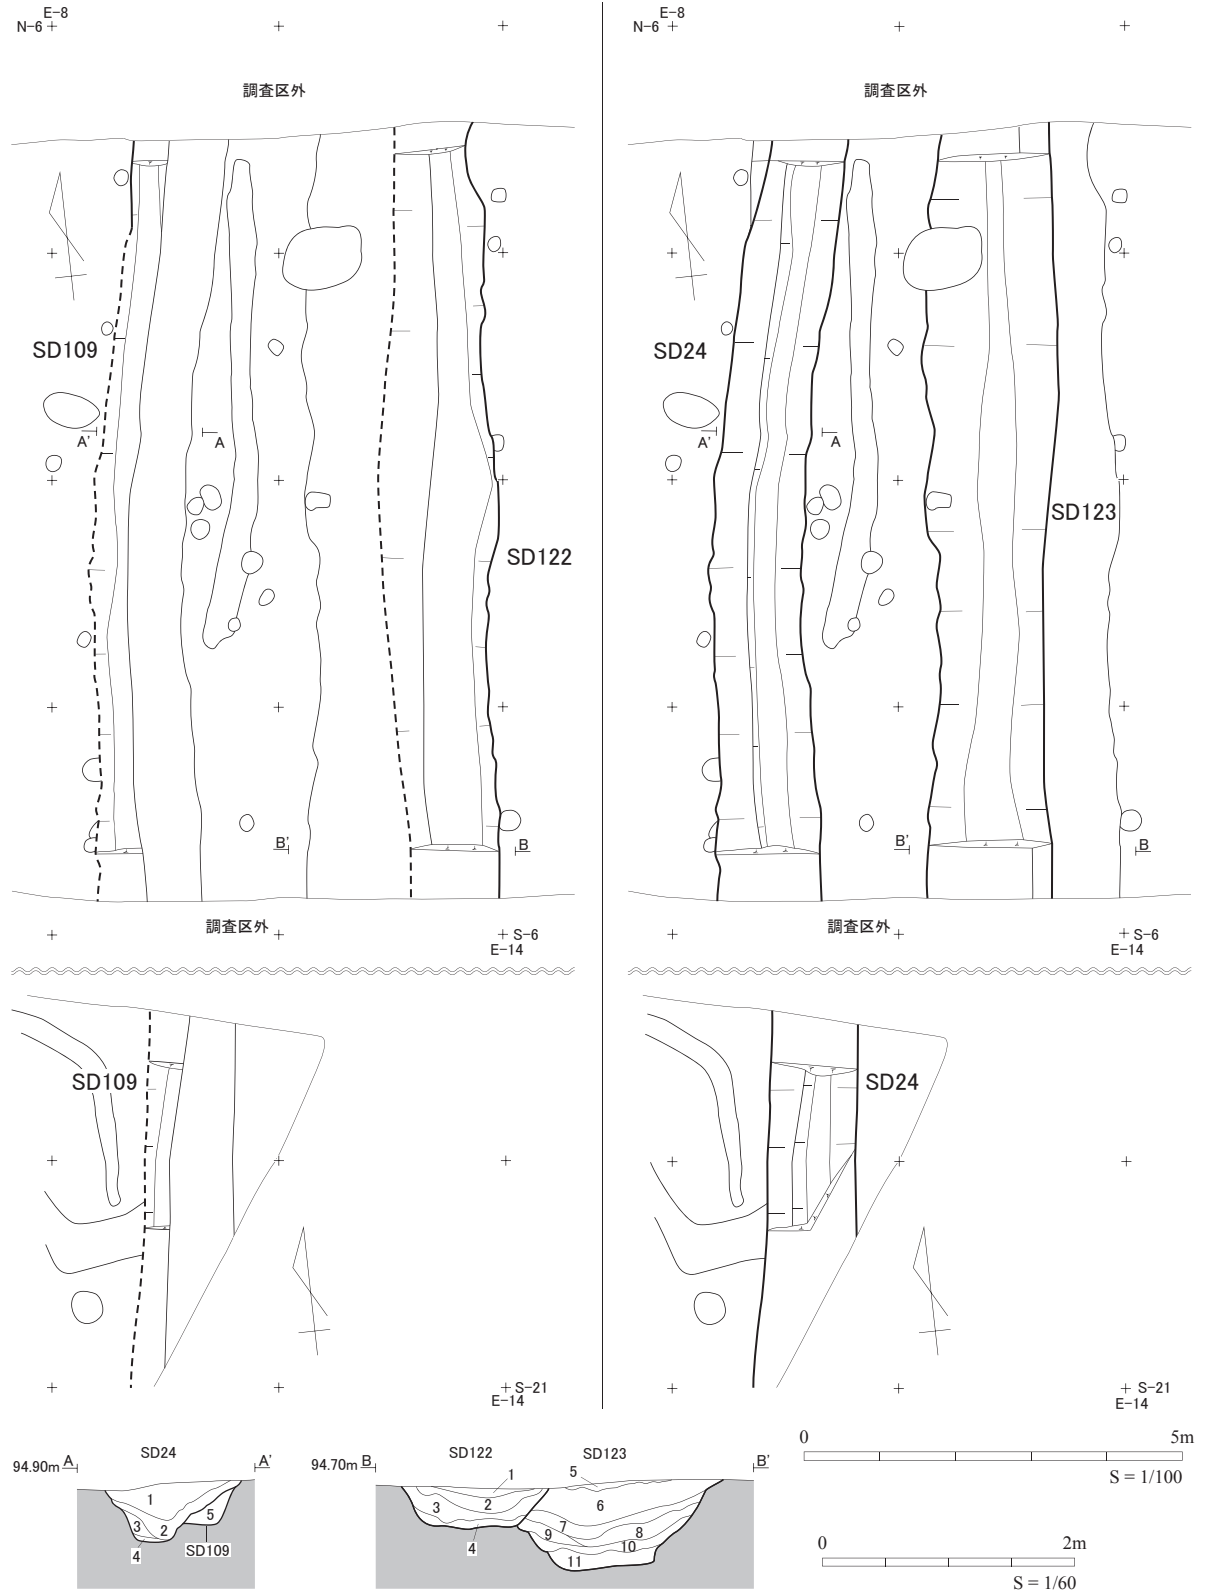 E-8
N-6
調査区外
SD109
A'
A
SD122
B'
B
調査区外
S-6
E-14
SD109
S-21
E-14
E-8
N-6
調査区外
SD24
A'
A
SD123
B'
B
調査区外
S-6
E-14
SD24
S-21
E-14
94.90m A
SD24
A'
1
2
3
4
5
SD109
94.70m B
SD122
SD123
B'
1
2
3
4
5
6
7
8
9
10
11
0
5m
S = 1/100
0
2m
S = 1/60